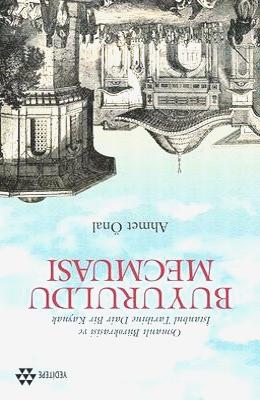 YEDİTEPE
Osmanlı Bürokrasisi ve
İstanbul Tarihine Dair Bir Kaynak
BUYURULDU
MECMUASI
Ahmet Önal